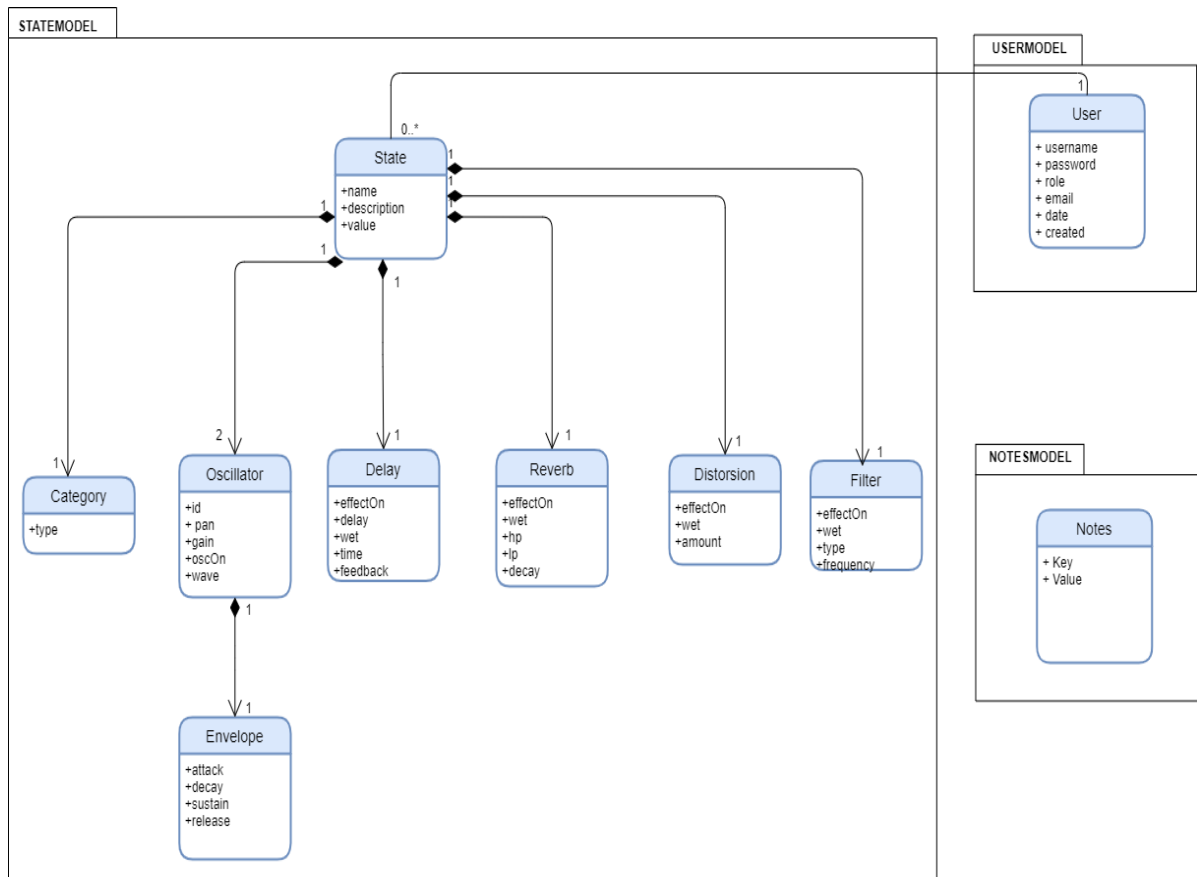 STATEMODEL
USERMODEL
1
User
+ username
+ password
+ role
+ email
+ date
+ created
0..*
State
+name
+description
+value
1
1
1
1
1
1
1
Category
+type
2
Oscillator
+id
+ pan
+gain
+oscOn
+wave
1
Delay
+effectOn
+delay
+wet
+time
+feedback
1
Reverb
+effectOn
+wet
+hp
+lp
+decay
1
Distorsion
+effectOn
+wet
+amount
1
Filter
+effectOn
+wet
+type
+frequency
NOTESMODEL
Notes
+ Key
+ Value
1
1
Envelope
+attack
+decay
+sustain
+release